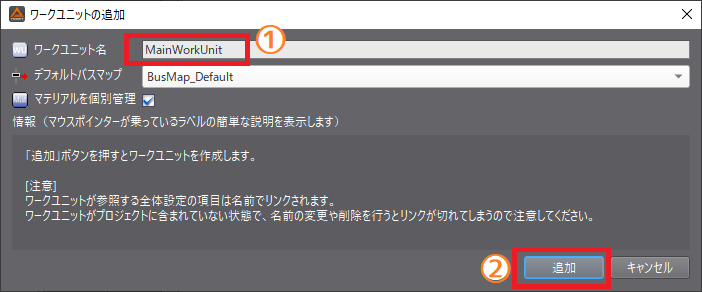 ワークユニットの追加
①
ワークユニット名
MainWorkUnit
デフォルトバスマップ
BusMap_Default
マテリアルを個別管理
情報（マウスポインターが乗っているラベルの簡単な説明を表示します）
「追加」ボタンを押すとワークユニットを作成します。
[注意]
ワークユニットが参照する全体設定の項目は名前でリンクされます。
ワークユニットがプロジェクトに含まれていない状態で、名前の変更や削除を行うとリンクが切れてしまうので注意してください。
②
追加
キャンセル